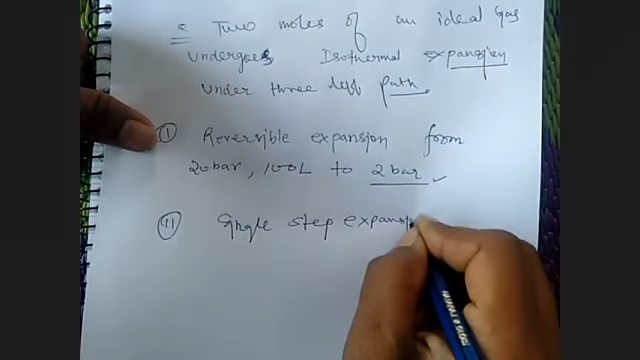 Two moles of an ideal gas
undergoes Isothermal expansion
under three diff path.
(I) Reversible expansion from
20bar, 100L to 2 bar
(II) Single step expansi